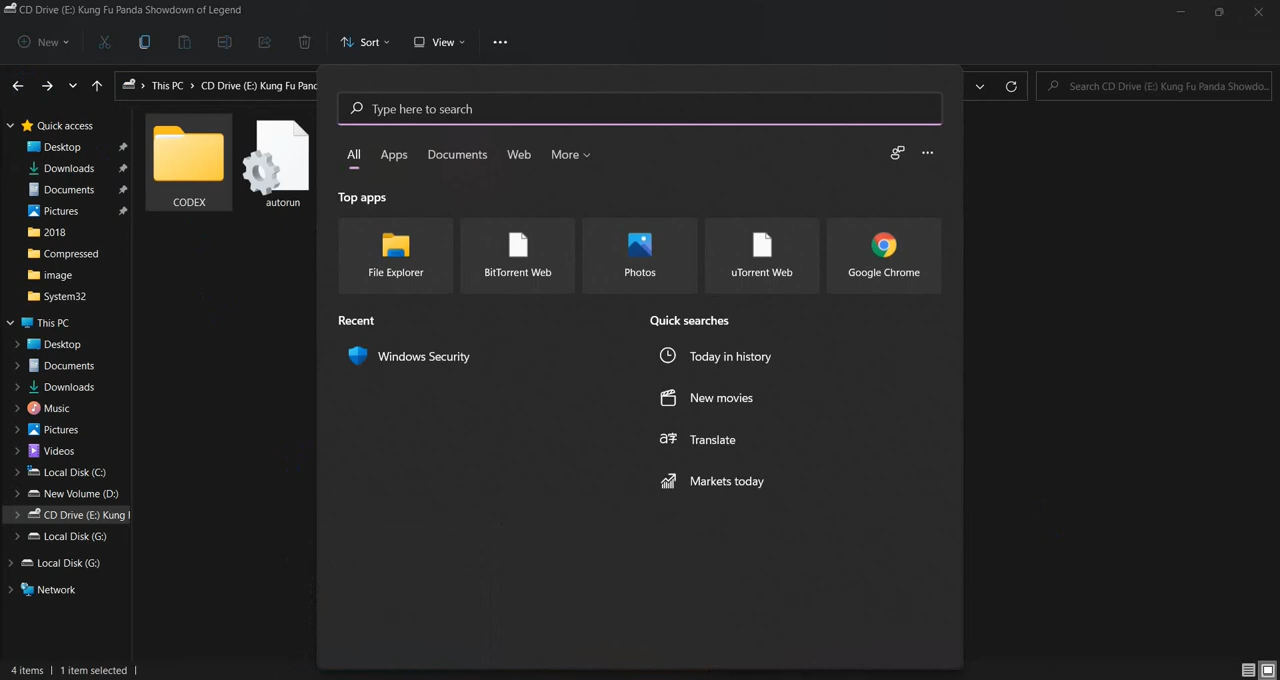 CD Drive (E:) Kung Fu Panda Showdown of Legend
New
Sort
View
This PC
CD Drive (E:) Kung Fu Panc
Search CD Drive (E:) Kung Fu Panda Showdo...
Type here to search
All
Apps
Documents
Web
More
Quick access
Desktop
Downloads
Documents
Pictures
2018
Compressed
image
System32
This PC
Desktop
Documents
Downloads
Music
Pictures
Videos
Local Disk (C:)
New Volume (D:)
CD Drive (E:) Kung
Local Disk (G:)
Local Disk (G:)
Network
CODEX
autorun
Top apps
File Explorer
BitTorrent Web
Photos
uTorrent Web
Google Chrome
Recent
Windows Security
Quick searches
Today in history
New movies
Translate
Markets today
4 items
1 item selected